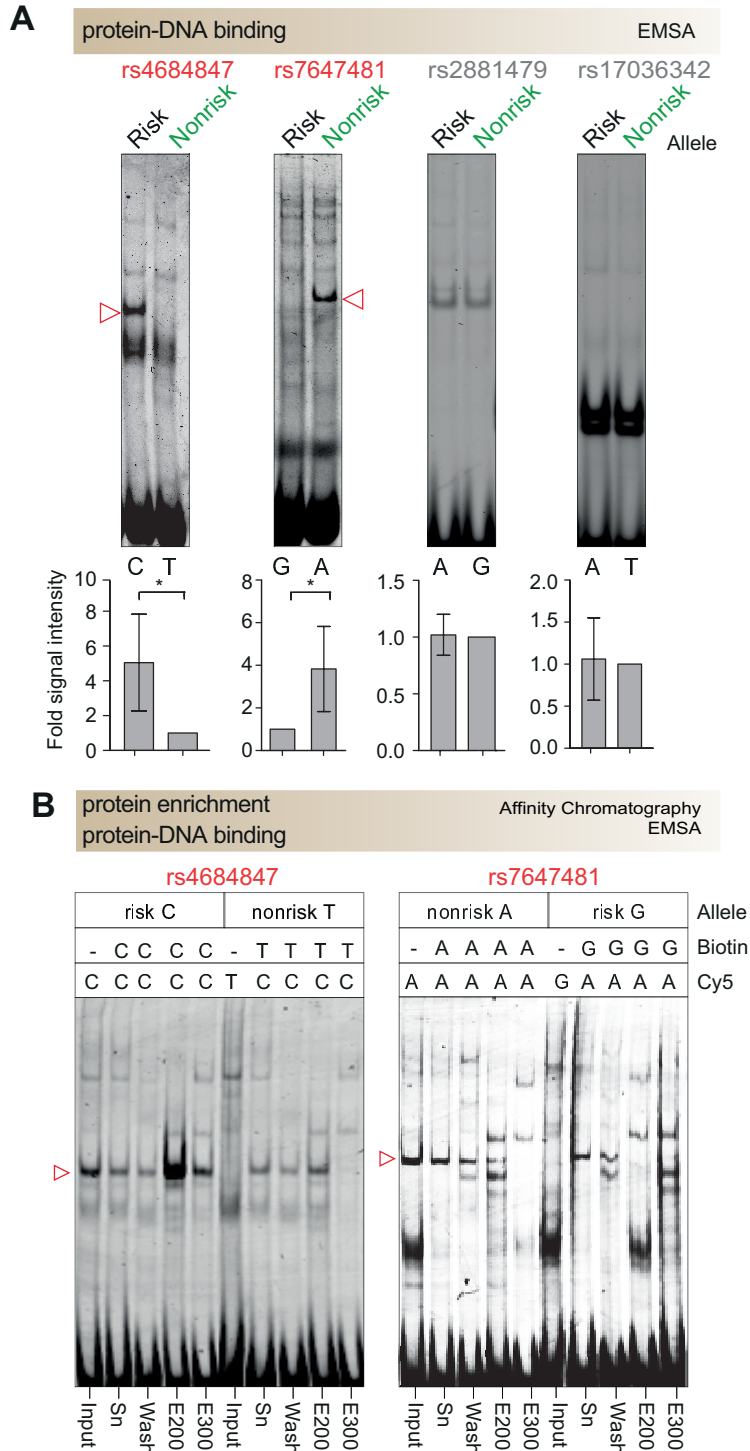 A
protein-DNA binding EMSA
rs4684847 rs7647481 rs2881479 rs17036342
Risk Nonrisk Risk Nonrisk Risk Nonrisk Risk Nonrisk Allele
C T G A A G A T
Fold signal intensity
10 8 6 4 2 0
*
8 6 4 2 0
*
1.5 1.0 0.5 0.0
2.0 1.5 1.0 0.5 0.0
B
protein enrichment Affinity Chromatography
protein-DNA binding EMSA
rs4684847 rs7647481
risk C nonrisk T nonrisk A risk G Allele
- C C C C - T T T T - A A A A - G G G G Biotin
C C C C C T C C C C A A A A A G A A A A Cy5
Input Sn Wash E200 E300 Input Sn Wash E200 E300 Input Sn Wash E200 E300 Input Sn Wash E200 E300